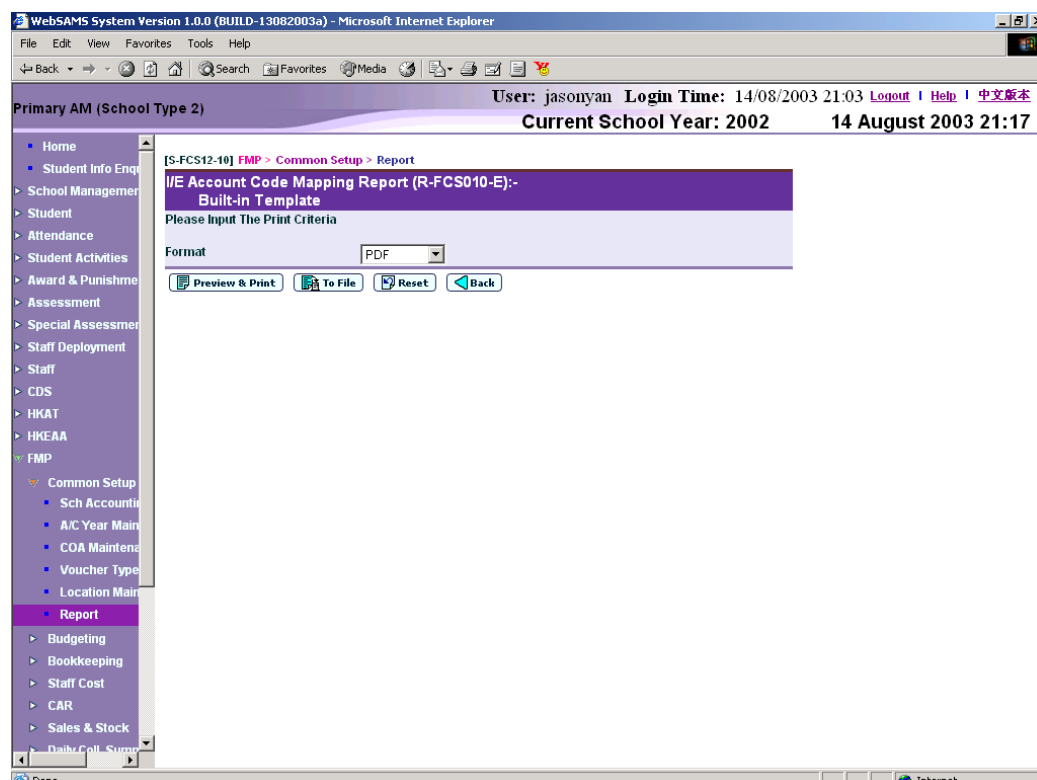 WebSAMS System Version 1.0.0 (BUILD-13082003a) - Microsoft Internet Explorer
File Edit View Favorites Tools Help
Back Search Favorites Media
Primary AM (School Type 2)
User: jasonyan Login Time: 14/08/2003 21:03 Logout | Help | 中文版本
Current School Year: 2002 14 August 2003 21:17
Home
Student Info Enq
School Managemer
Student
Attendance
Student Activities
Award & Punishme
Assessment
Special Assessmer
Staff Deployment
Staff
CDS
HKAT
HKEAA
FMP
Common Setup
Sch Accountin
A/C Year Main
COA Maintena
Voucher Type
Location Main
Report
Budgeting
Bookkeeping
Staff Cost
CAR
Sales & Stock
Daily Coll. Summ
[S-FCS12-10] FMP > Common Setup > Report
I/E Account Code Mapping Report (R-FCS010-E):-
Built-in Template
Please Input The Print Criteria
Format PDF
Preview & Print To File Reset Back
Done Internet